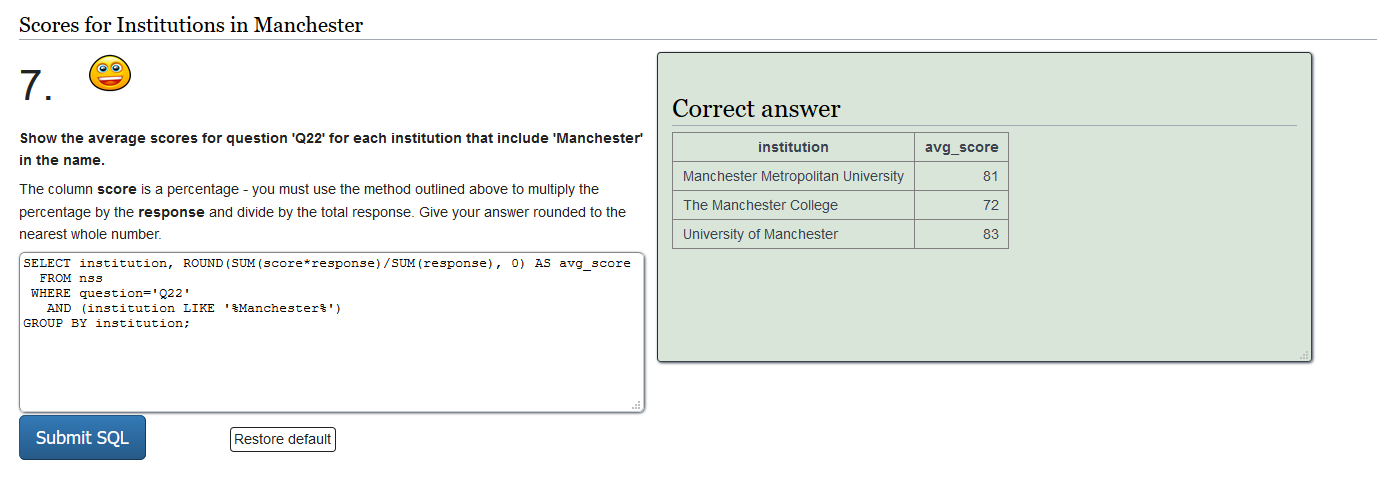 Scores for Institutions in Manchester
7.
Show the average scores for question 'Q22' for each institution that include 'Manchester'
in the name.
The column score is a percentage - you must use the method outlined above to multiply the
percentage by the response and divide by the total response. Give your answer rounded to the
nearest whole number.
SELECT institution, ROUND(SUM(score*response)/SUM(response), 0) AS avg_score
  FROM nss
 WHERE question='Q22'
   AND (institution LIKE '%Manchester%')
GROUP BY institution;
Submit SQL
Restore default
Correct answer
institution avg_score
Manchester Metropolitan University 81
The Manchester College 72
University of Manchester 83